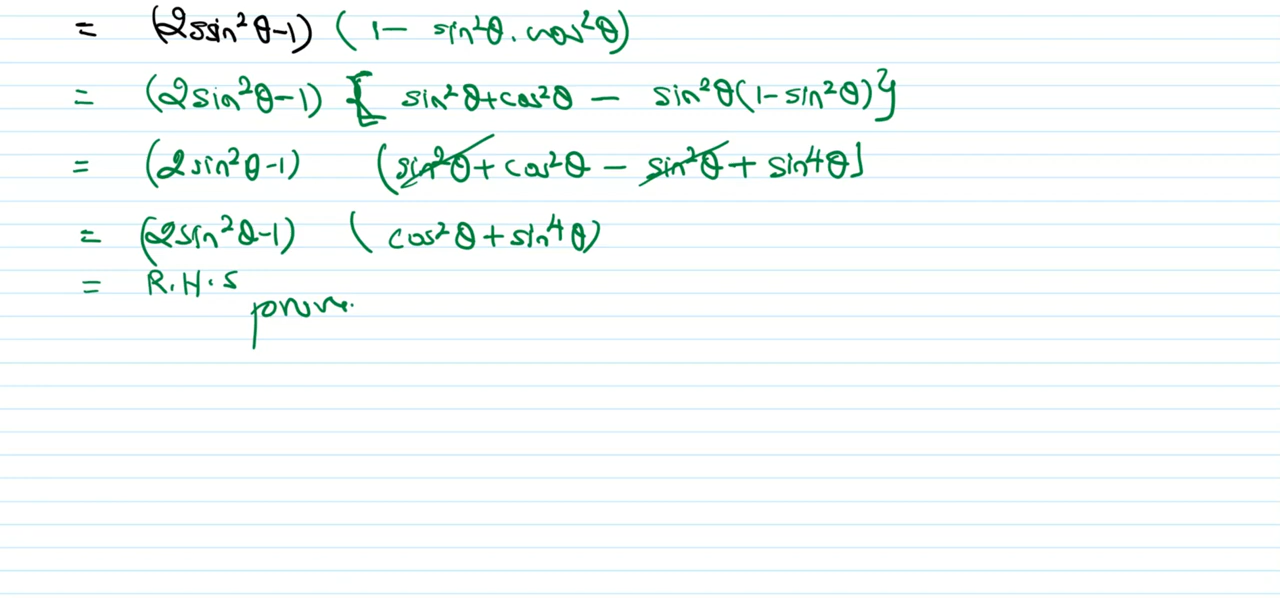 = (2sin²θ-1) (1- sin²θ.cos²θ)
= (2sin²θ-1) { sin²θ+cos²θ - sin²θ(1-sin²θ)}
= (2sin²θ-1) (sin²θ+cos²θ - sin²θ + sin4θ]
= (2sin²θ-1) ( cos²θ+sin⁴θ)
= R.H.S